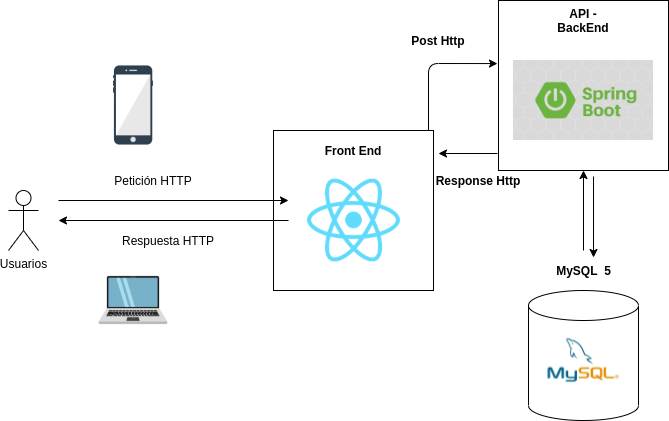 API -
BackEnd
Post Http
Spring
Boot
Front End
Petición HTTP
Response Http
Respuesta HTTP
Usuarios
MySQL 5
MySQL®